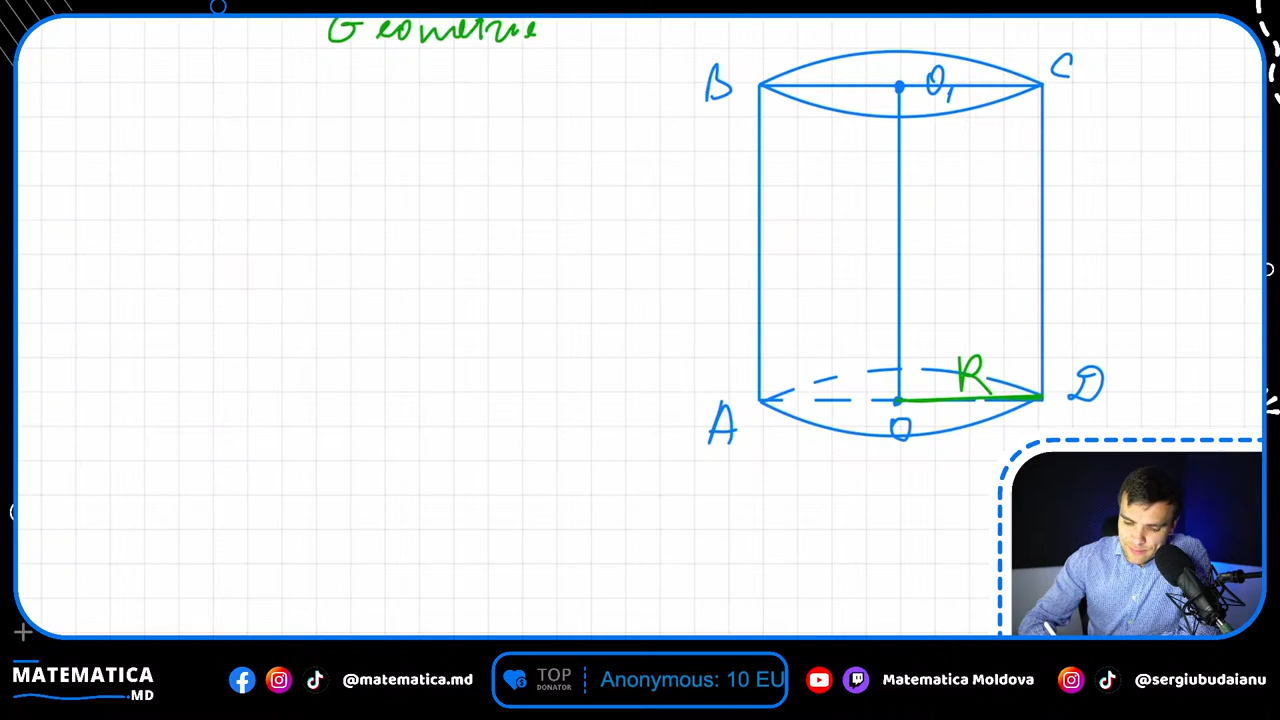 Geometrie
B
O₁
C
R
A
O
D
MATEMATICA
.MD
@matematica.md
TOP
DONATOR
Anonymous: 10 EU
Matematica Moldova
@sergiubudaianu